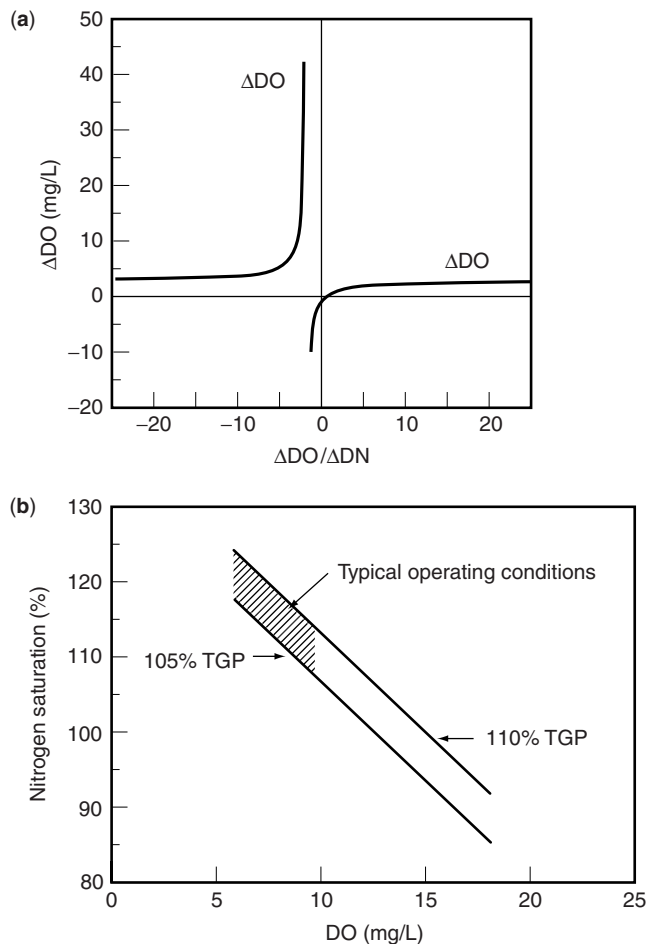 (a)
50
40
30
20
10
0
−10
−20
ΔDO (mg/L)
ΔDO
ΔDO
−20 −10 0 10 20
ΔDO/ΔDN
(b)
130
120
110
100
90
80
Nitrogen saturation (%)
Typical operating conditions
105% TGP
110% TGP
0 5 10 15 20 25
DO (mg/L)